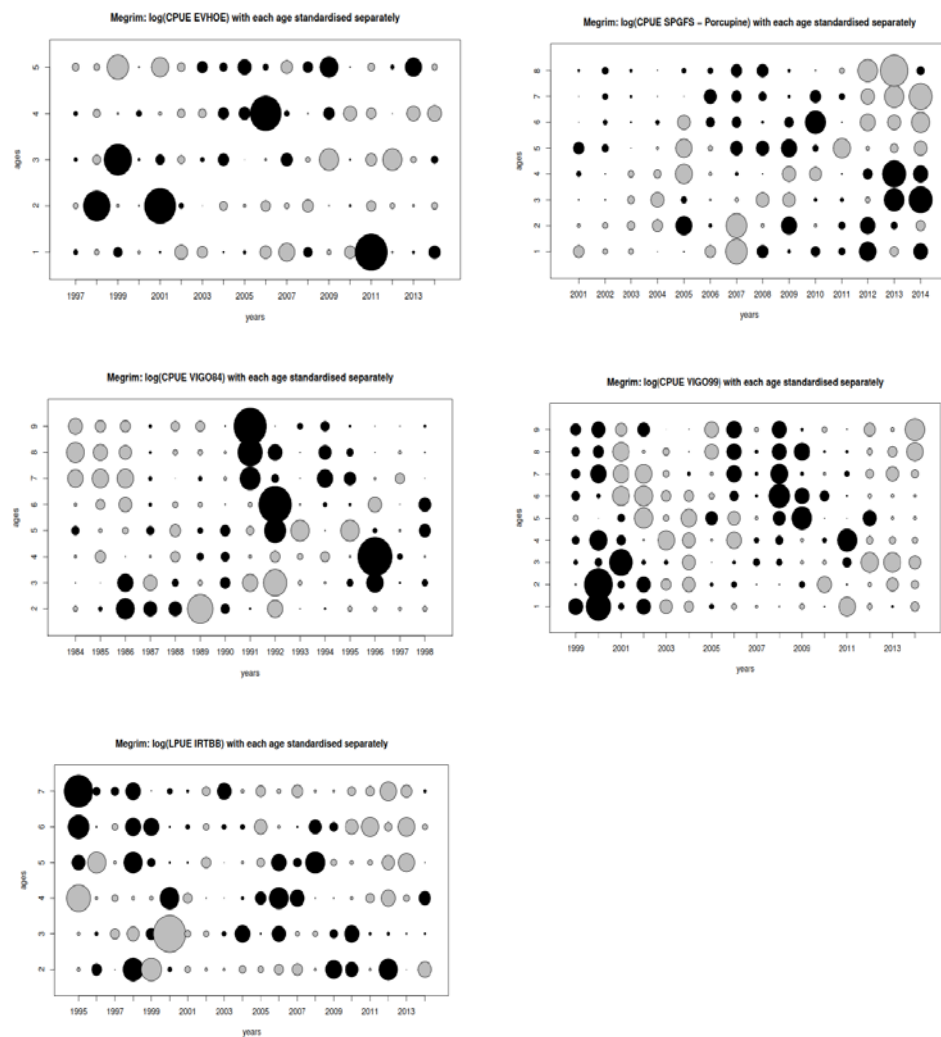 Megrim: log(CPUE EVHOE) with each age standardised separately
5
4
3
2
1
ages
1997 1999 2001 2003 2005 2007 2009 2011 2013
years
Megrim: log(CPUE SPGFS − Porcupine) with each age standardised separately
8
7
6
5
4
3
2
1
ages
2001 2002 2003 2004 2005 2006 2007 2008 2009 2010 2011 2012 2013 2014
years
Megrim: log(CPUE VIGO84) with each age standardised separately
9
8
7
6
5
4
3
2
ages
1984 1985 1986 1987 1988 1989 1990 1991 1992 1993 1994 1995 1996 1997 1998
years
Megrim: log(CPUE VIGO99) with each age standardised separately
9
8
7
6
5
4
3
2
1
ages
1999 2001 2003 2005 2007 2009 2011 2013
years
Megrim: log(LPUE IRTBB) with each age standardised separately
7
6
5
4
3
2
ages
1995 1997 1999 2001 2003 2005 2007 2009 2011 2013
years